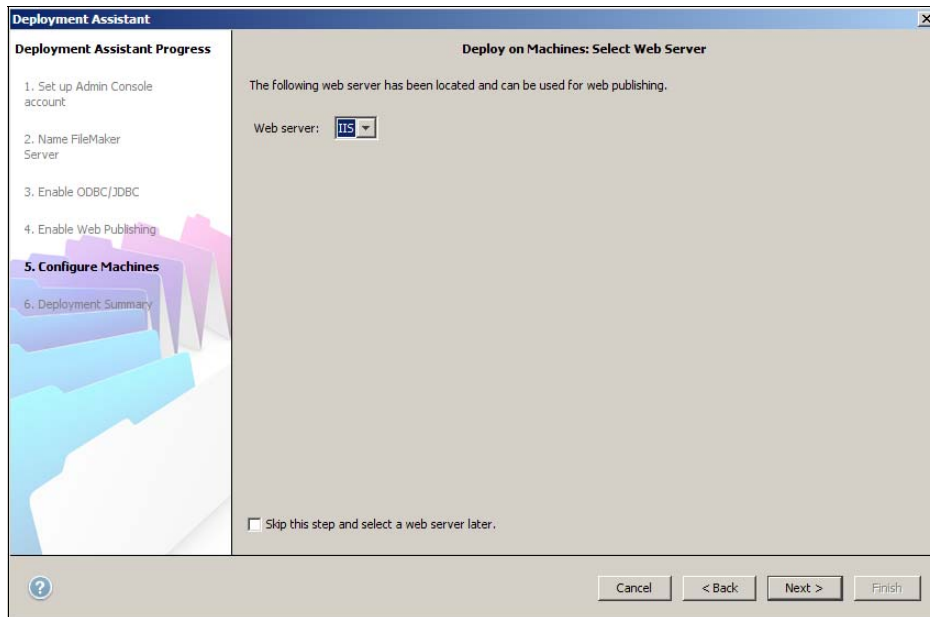 Deployment Assistant
Deployment Assistant Progress
1. Set up Admin Console
account
2. Name FileMaker
Server
3. Enable ODBC/JDBC
4. Enable Web Publishing
5. Configure Machines
6. Deployment Summary
Deploy on Machines: Select Web Server
The following web server has been located and can be used for web publishing.
Web server: IIS
Skip this step and select a web server later.
? Cancel < Back Next > Finish